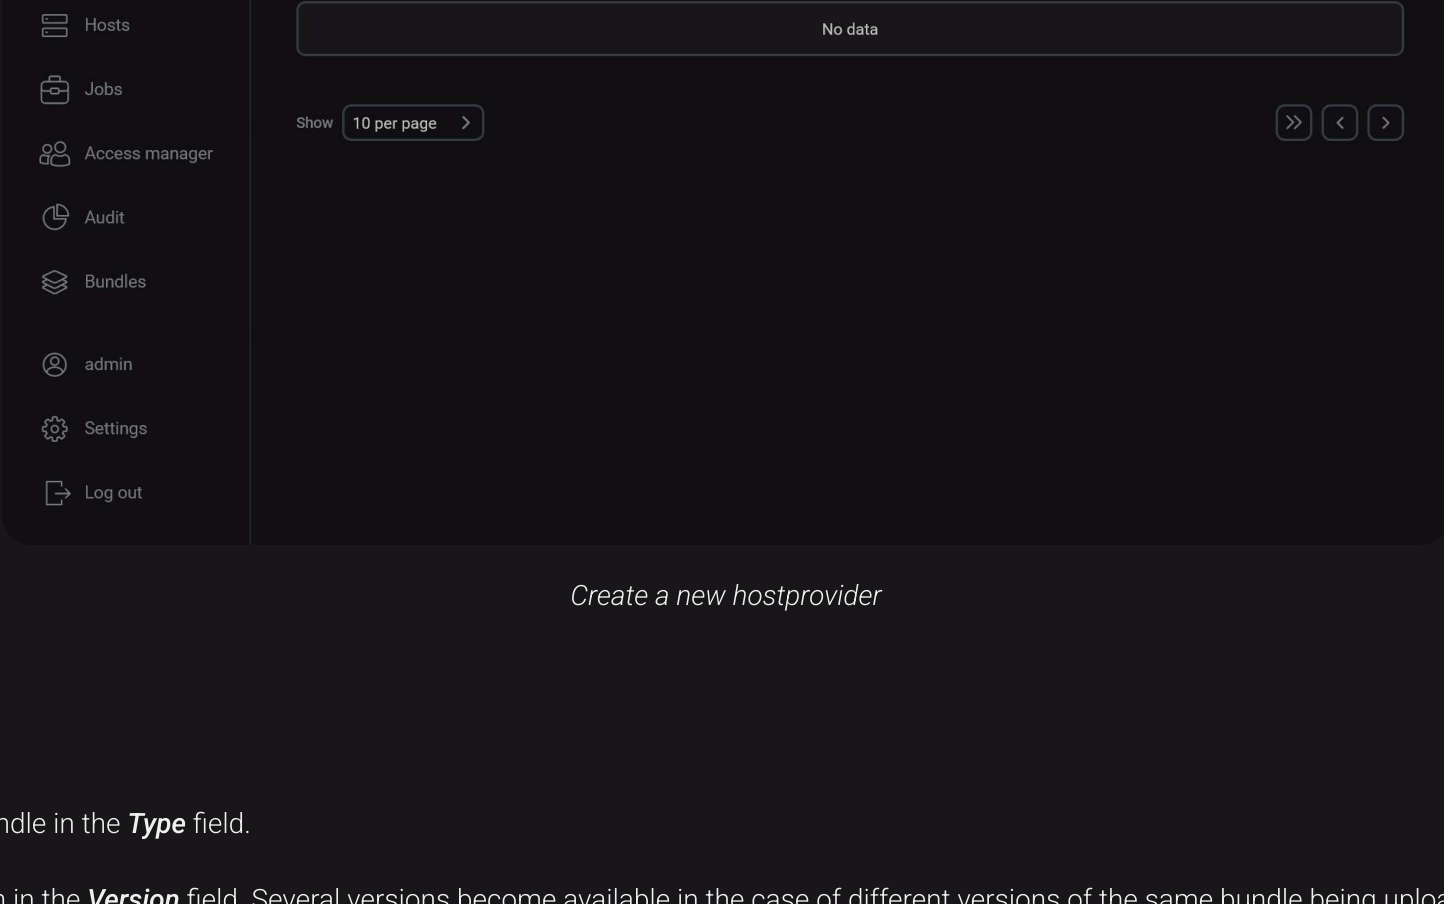 Hosts
No data
Jobs
Show 10 per page
Access manager
Audit
Bundles
admin
Settings
Log out
Create a new hostprovider
in the Type field.
in the Version field. Several versions become available in the case of different versions of the same bundle being